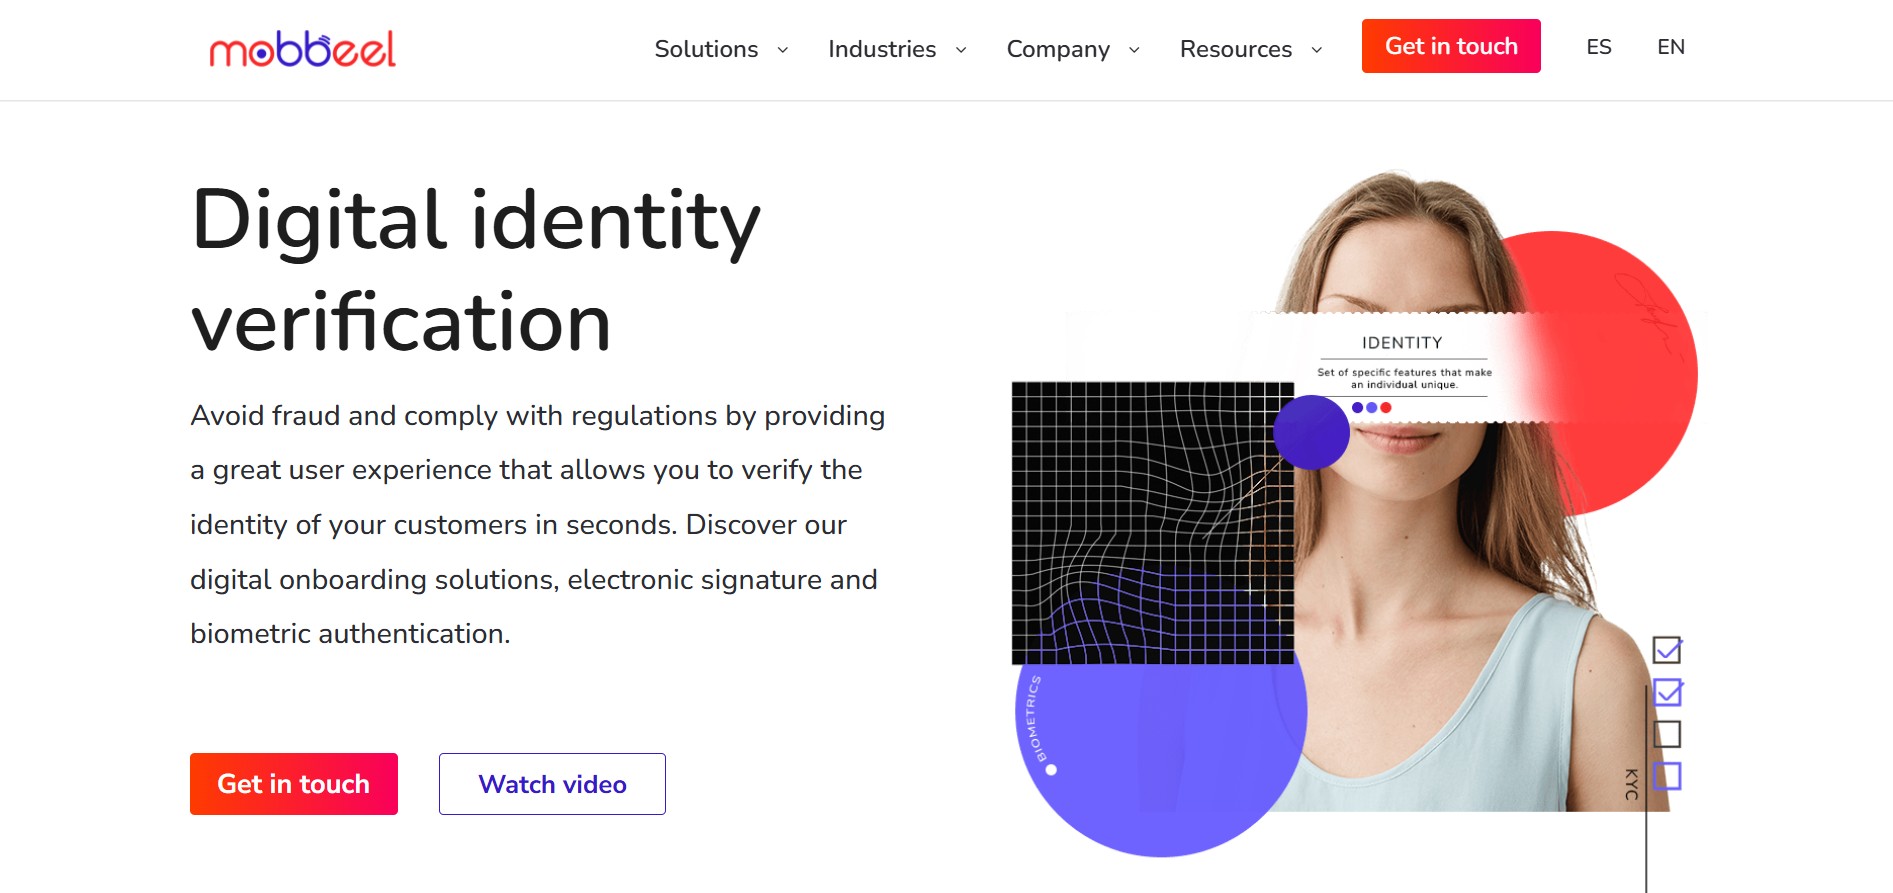 mobbeel
Solutions
Industries
Company
Resources
Get in touch
ES
EN
Digital identity
verification
Avoid fraud and comply with regulations by providing
a great user experience that allows you to verify the
identity of your customers in seconds. Discover our
digital onboarding solutions, electronic signature and
biometric authentication.
Get in touch
Watch video
IDENTITY
Set of specific features that make
an individual unique.
BIOMETRICS
KYC